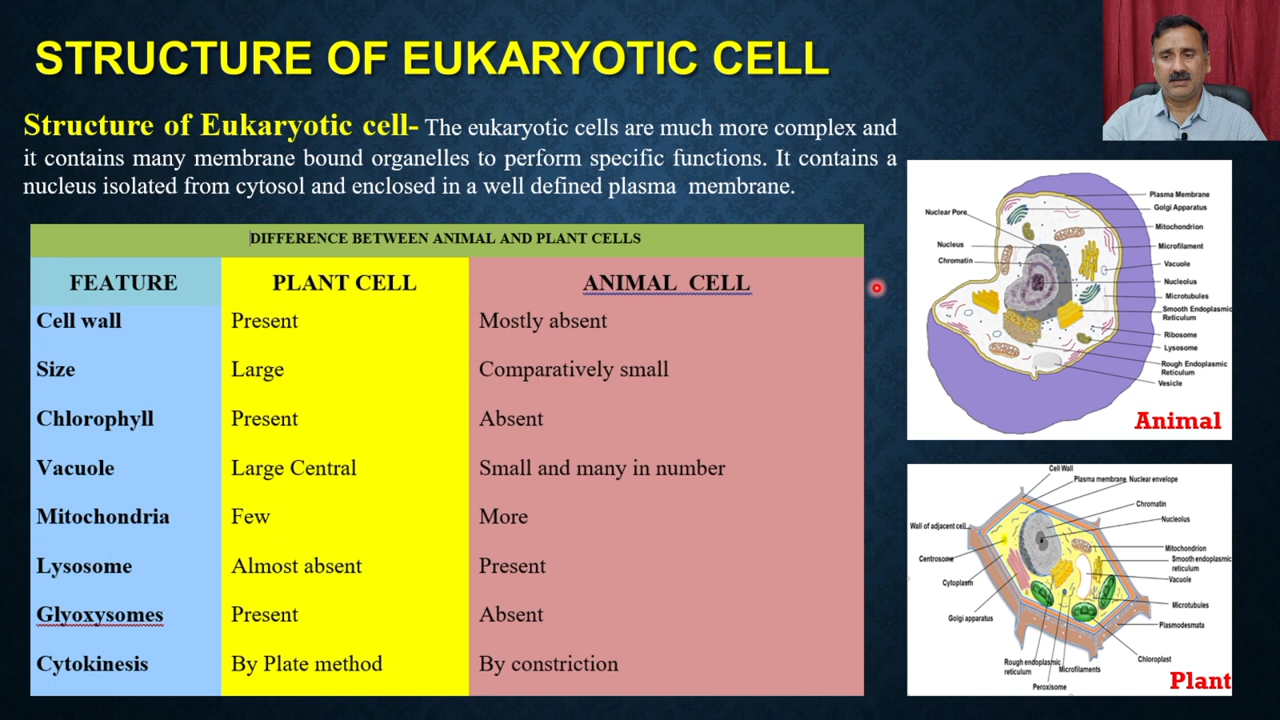 STRUCTURE OF EUKARYOTIC CELL
Structure of Eukaryotic cell- The eukaryotic cells are much more complex and
it contains many membrane bound organelles to perform specific functions. It contains a
nucleus isolated from cytosol and enclosed in a well defined plasma membrane.
DIFFERENCE BETWEEN ANIMAL AND PLANT CELLS
FEATURE PLANT CELL ANIMAL CELL
Cell wall Present Mostly absent
Size Large Comparatively small
Chlorophyll Present Absent
Vacuole Large Central Small and many in number
Mitochondria Few More
Lysosome Almost absent Present
Glyoxysomes Present Absent
Cytokinesis By Plate method By constriction
Plasma Membrane
Golgi Apparatus
Nuclear Pore
Mitochondrion
Nucleus
Microfilament
Chromatin
Vacuole
Nucleolus
Microtubules
Smooth Endoplasmic
Reticulum
Ribosome
Lysosome
Rough Endoplasmic
Reticulum
Vesicle
Animal
Cell Wall
Plasma membrane
Nuclear envelope
Chromatin
Nucleolus
Wall of adjacent cell
Mitochondrion
Centrosome
Smooth endoplasmic
reticulum
Cytoplasm
Vacuole
Microtubules
Golgi apparatus
Plasmodesmata
Chloroplast
Rough endoplasmic
reticulum
Microfilaments
Peroxisome
Plant